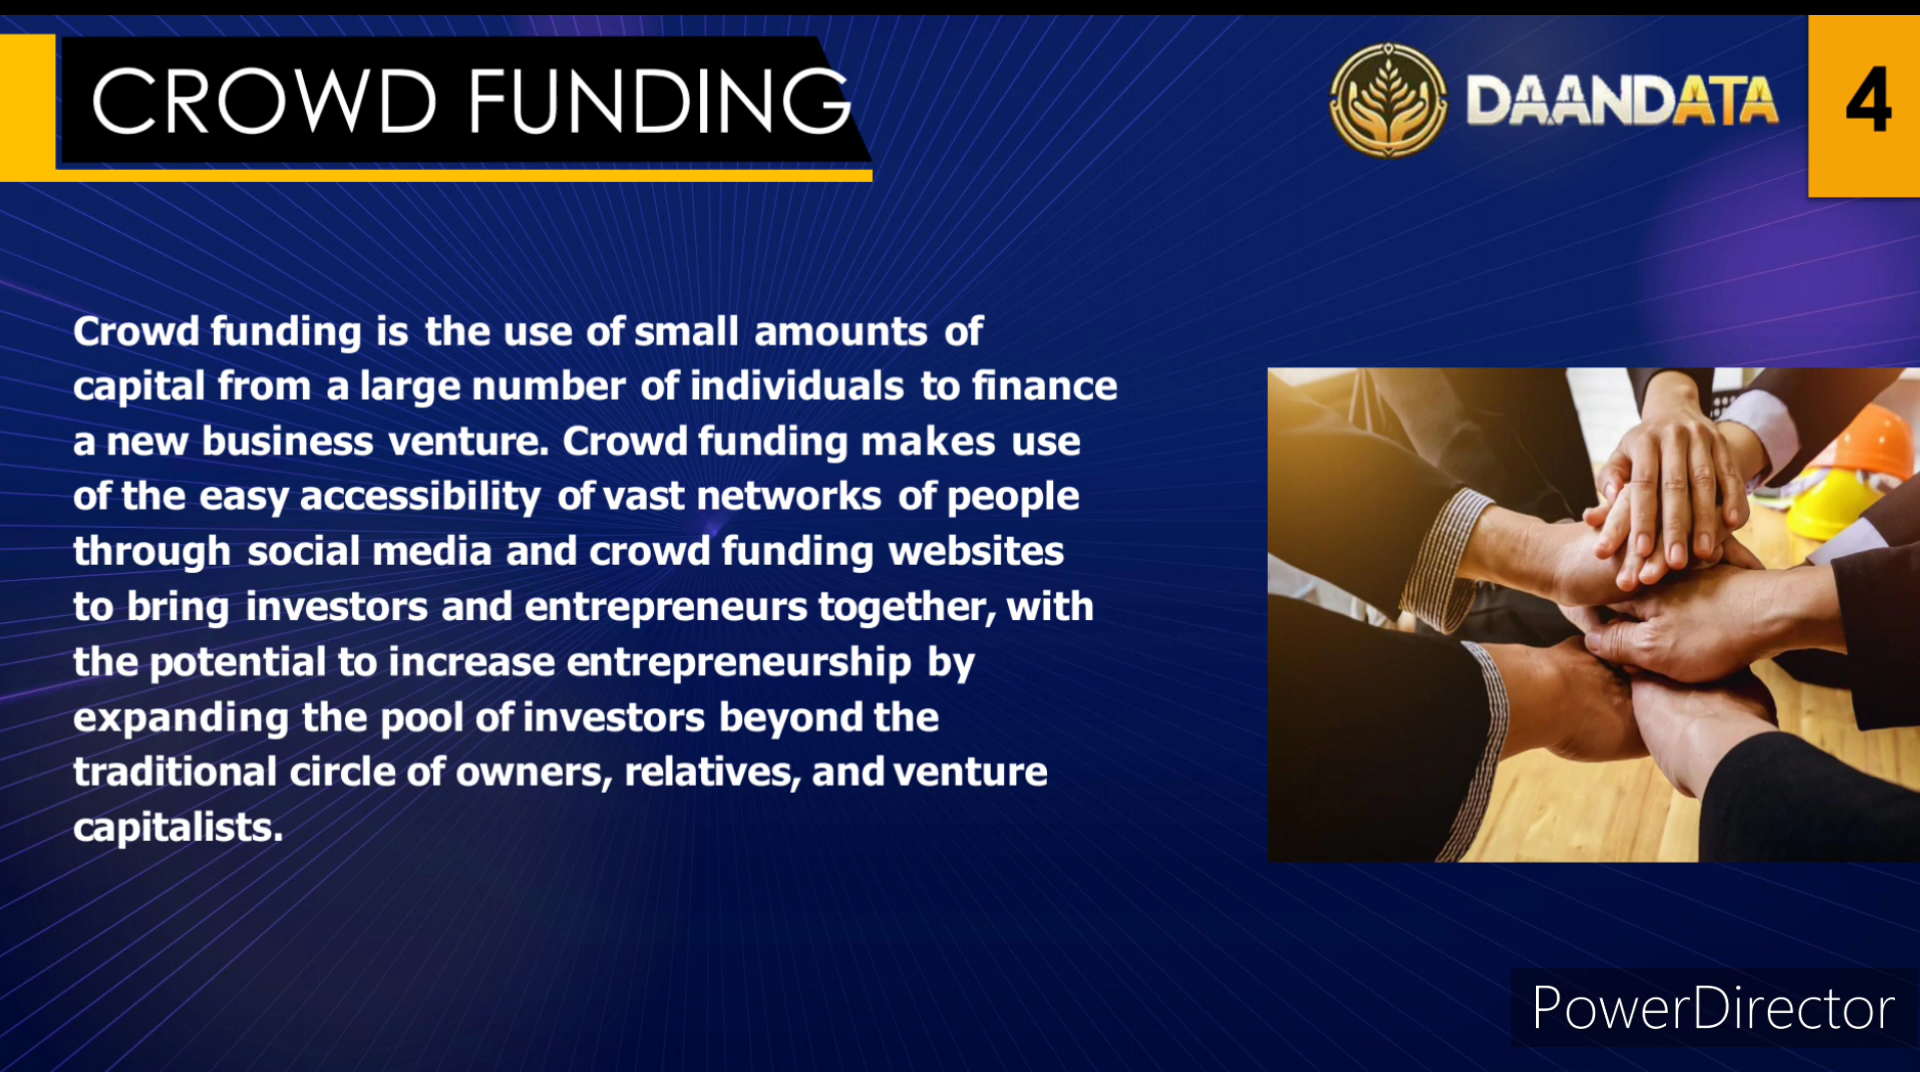 CROWD FUNDING
DAANDATA
4
Crowd funding is the use of small amounts of
capital from a large number of individuals to finance
a new business venture. Crowd funding makes use
of the easy accessibility of vast networks of people
through social media and crowd funding websites
to bring investors and entrepreneurs together, with
the potential to increase entrepreneurship by
expanding the pool of investors beyond the
traditional circle of owners, relatives, and venture
capitalists.
PowerDirector